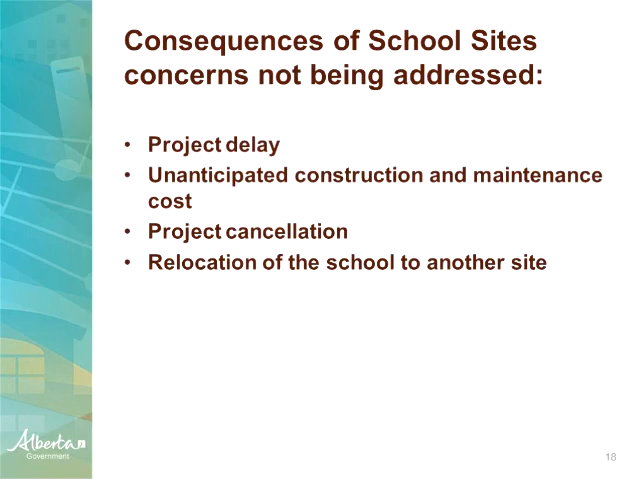 Consequences of School Sites
concerns not being addressed:
• Project delay
• Unanticipated construction and maintenance
cost
• Project cancellation
• Relocation of the school to another site
Alberta
Government
18